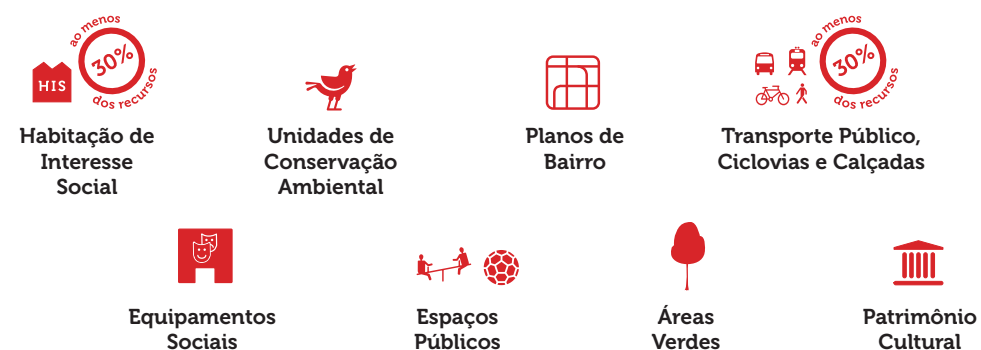 ao menos
30%
dos recursos
HIS
Habitação de
Interesse
Social
Unidades de
Conservação
Ambiental
Planos de
Bairro
ao menos
30%
dos recursos
Transporte Público,
Ciclovias e Calçadas
Equipamentos
Sociais
Espaços
Públicos
Áreas
Verdes
Patrimônio
Cultural